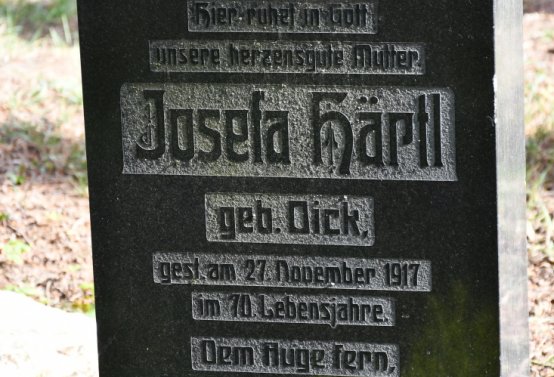 Hier ruhet in Gott
unsere herzensgute Mutter.
Josefa Härtl
geb. Dick,
gest. am 27. November 1917
im 70. Lebensjahre.
Dem Auge fern,